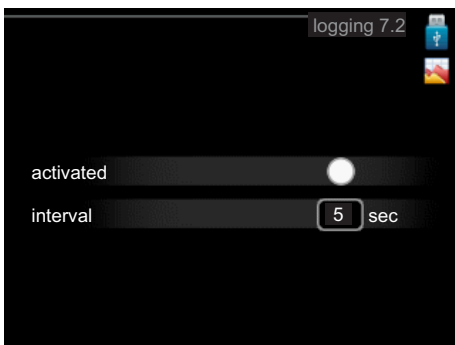 logging 7.2
activated
interval 5 sec